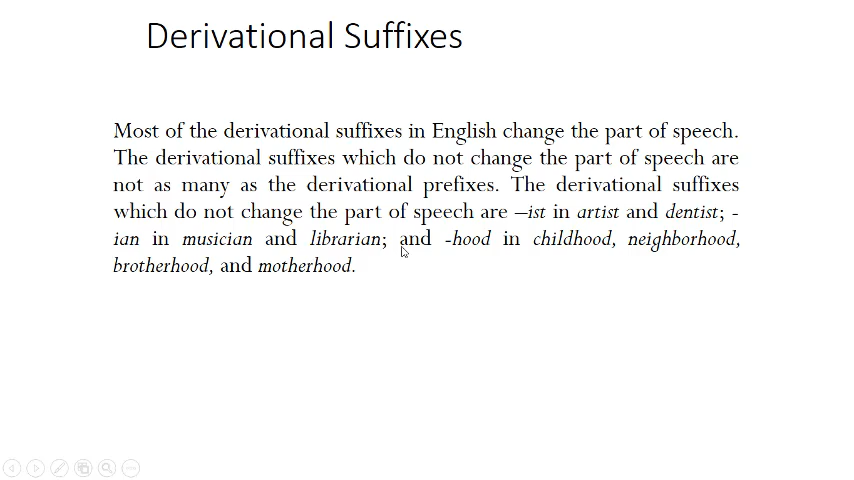 Derivational Suffixes
Most of the derivational suffixes in English change the part of speech.
The derivational suffixes which do not change the part of speech are
not as many as the derivational prefixes. The derivational suffixes
which do not change the part of speech are –ist in artist and dentist; -
ian in musician and librarian; and -hood in childhood, neighborhood,
brotherhood, and motherhood.